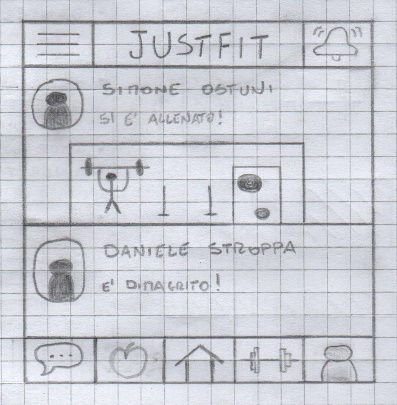 JUSTFIT
SIMONE OSTUNI
SI E' ALLENATO!
DANIELE STROPPA
E' DIMAGRITO!